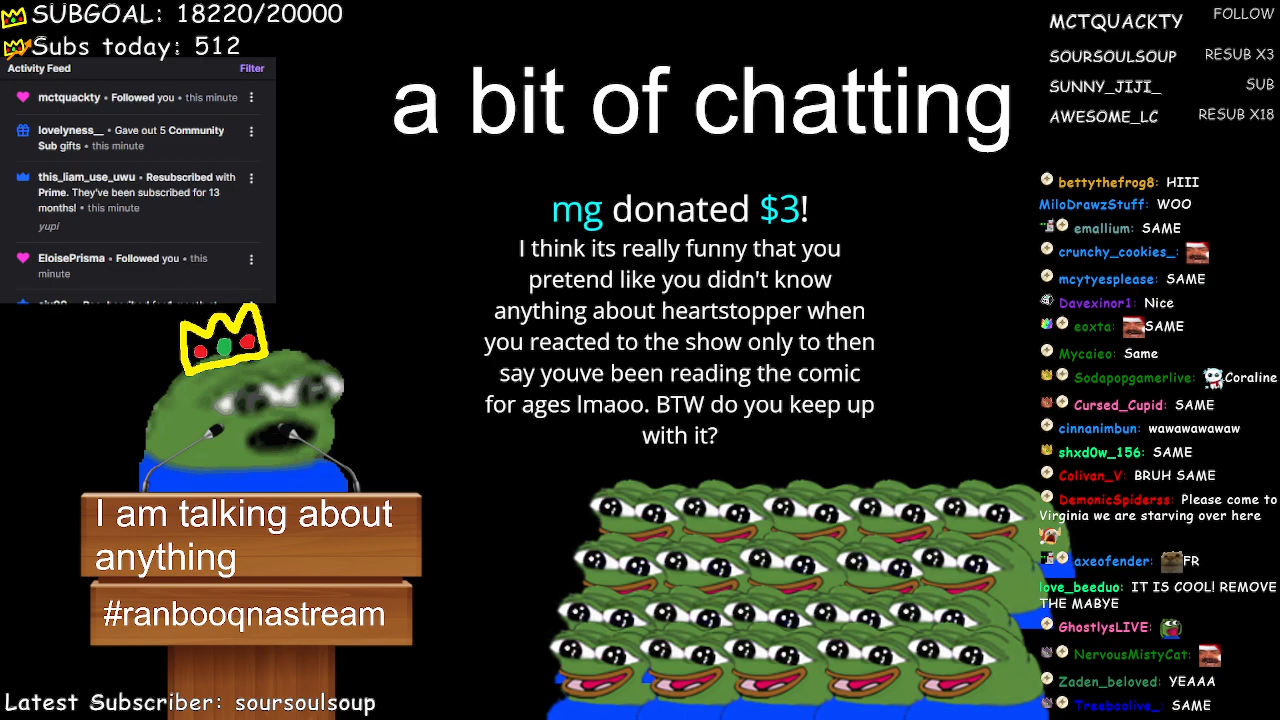 SUBGOAL: 18220/20000
Subs today: 512
Activity Feed
Filter
mctquackty • Followed you • this minute
lovelyness__ • Gave out 5 Community
Sub gifts • this minute
this_liam_use_uwu • Resubscribed with
Prime. They've been subscribed for 13
months! • this minute
yupi
EloisePrisma • Followed you • this
minute
I am talking about
anything
#ranbooqnastream
Latest Subscriber: soursoulsoup
a bit of chatting
mg donated $3!
I think its really funny that you
pretend like you didn't know
anything about heartstopper when
you reacted to the show only to then
say youve been reading the comic
for ages lmaoo. BTW do you keep up
with it?
MCTQUACKTY FOLLOW
SOURSOULSOUP RESUB X3
SUNNY_JIJI_ SUB
AWESOME_LC RESUB X18
bettythefrog8: HIII
MiloDrawzStuff: WOO
emallium: SAME
crunchy_cookies_:
mcytyesplease: SAME
Davexinor1: Nice
eoxta: SAME
Mycaieo: Same
Sodapopgamerlive: Coraline
Cursed_Cupid: SAME
cinnanimbun: wawawawawaw
shxd0w_156: SAME
Colivan_V: BRUH SAME
DemonicSpiderss: Please come to
Virginia we are starving over here
axeofender: FR
love_beeduo: IT IS COOL! REMOVE
THE MABYE
GhostlysLIVE:
NervousMistyCat:
Zaden_beloved: YEAAA
Treeboolive_: SAME